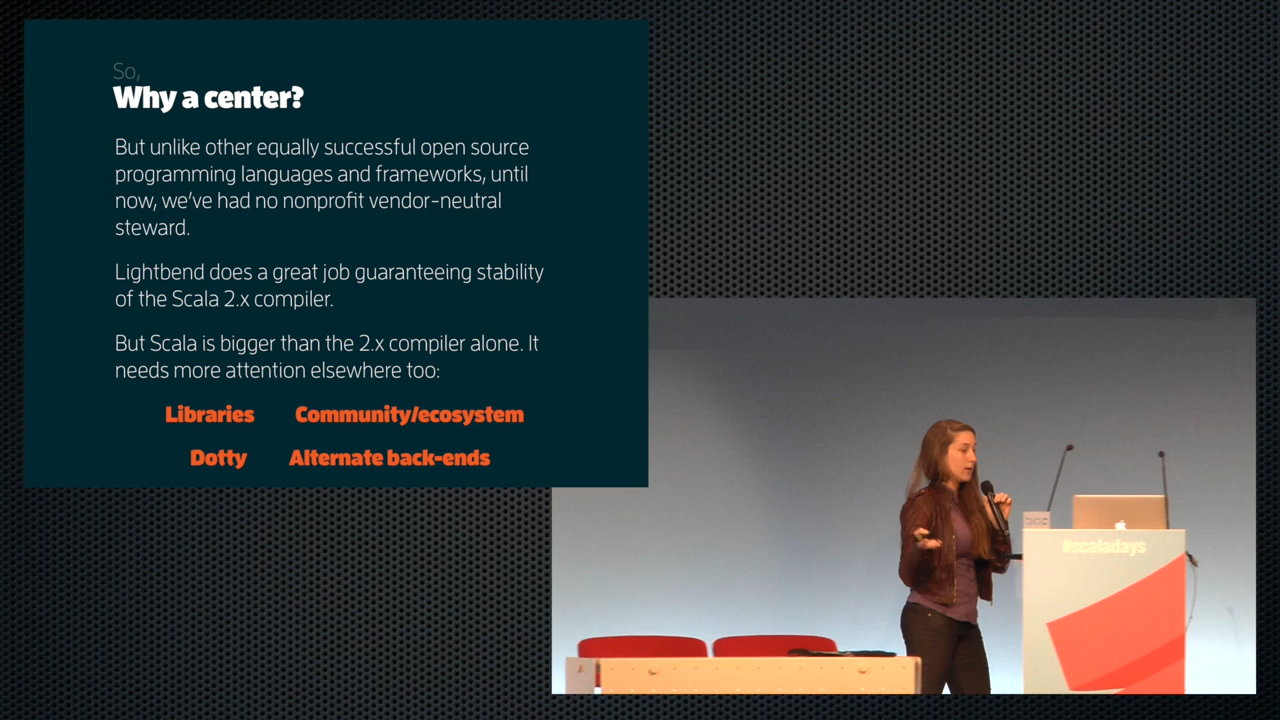 So,
Why a center?
But unlike other equally successful open source
programming languages and frameworks, until
now, we've had no nonprofit vendor-neutral
steward.
Lightbend does a great job guaranteeing stability
of the Scala 2.x compiler.
But Scala is bigger than the 2.x compiler alone. It
needs more attention elsewhere too:
Libraries Community/ecosystem
Dotty Alternate back-ends
#scaladays